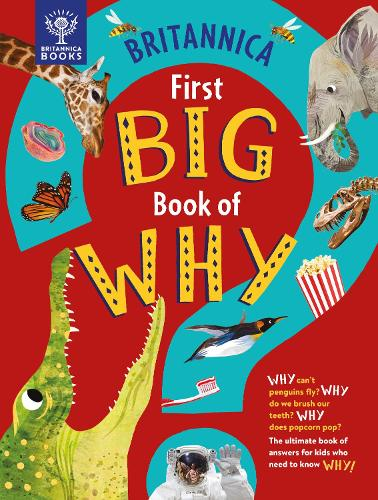 BRITANNICA
BOOKS
BRITANNICA
First
BIG
Book of
WHY
WHY can't
penguins fly? WHY
do we brush our
teeth? WHY
does popcorn pop?
The ultimate book of
answers for kids who
need to know WHY!